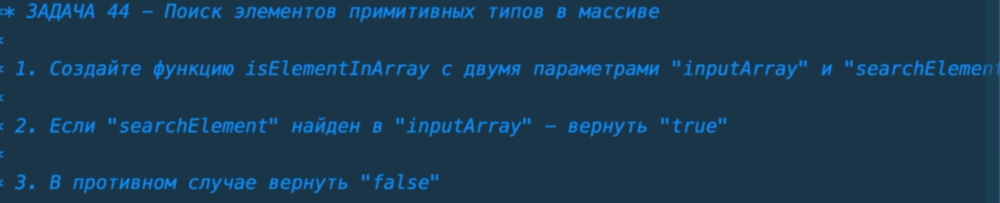 ** ЗАДАЧА 44 – Поиск элементов примитивных типов в массиве
*
* 1. Создайте функцию isElementInArray с двумя параметрами "inputArray" и "searchElement
*
* 2. Если "searchElement" найден в "inputArray" – вернуть "true"
*
* 3. В противном случае вернуть "false"